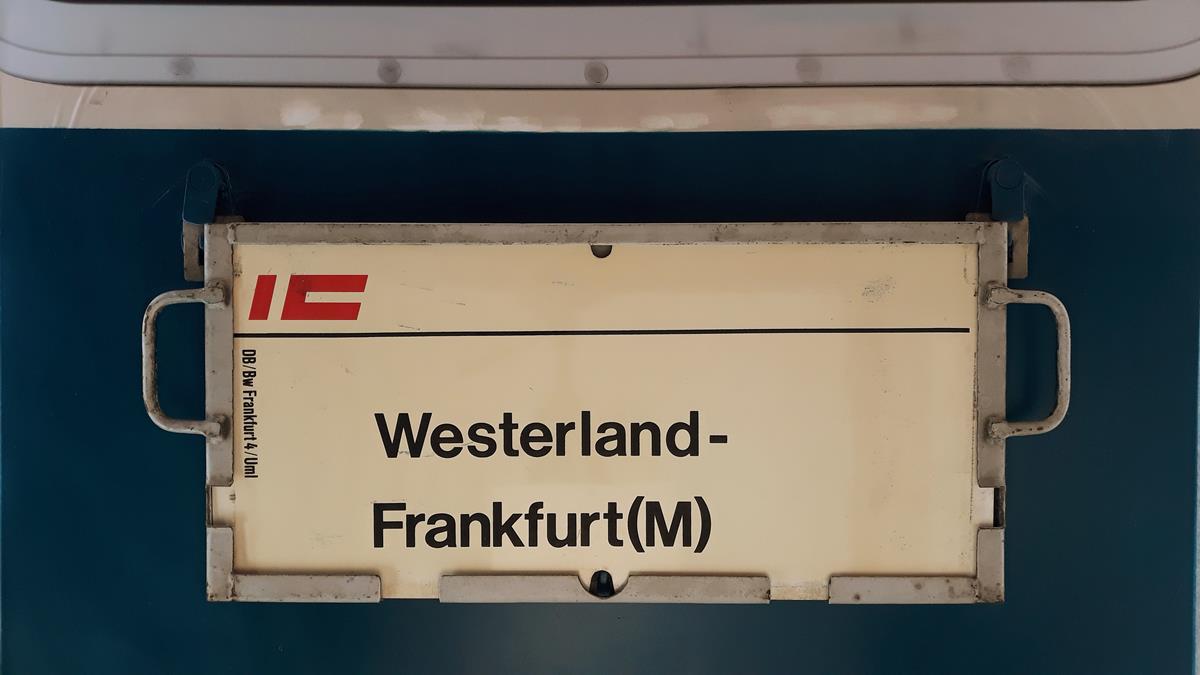 IC
DB/Bw Frankfurt 4/Uml
Westerland-
Frankfurt(M)